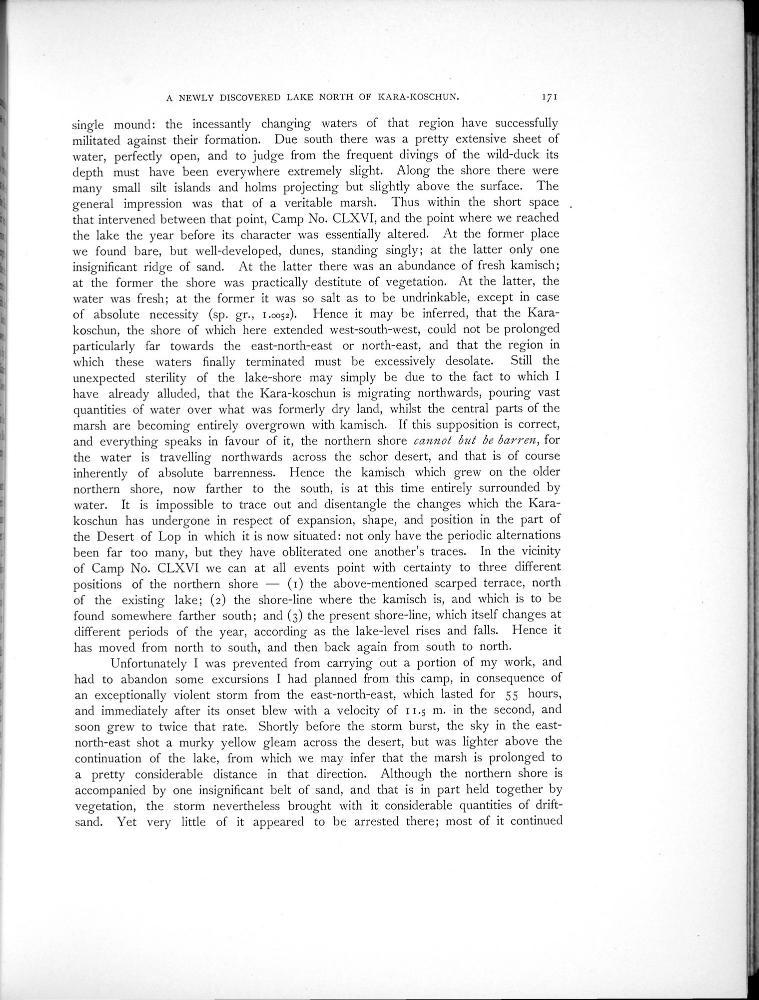 A NEWLY DISCOVERED LAKE NORTH OF KARA-KOSCHUN. 171
single mound: the incessantly changing waters of that region have successfully
militated against their formation. Due south there was a pretty extensive sheet of
water, perfectly open, and to judge from the frequent divings of the wild-duck its
depth must have been everywhere extremely slight. Along the shore there were
many small silt islands and holms projecting but slightly above the surface. The
general impression was that of a veritable marsh. Thus within the short space
that intervened between that point, Camp No. CLXVI, and the point where we reached
the lake the year before its character was essentially altered. At the former place
we found bare, but well-developed, dunes, standing singly; at the latter only one
insignificant ridge of sand. At the latter there was an abundance of fresh kamisch;
at the former the shore was practically destitute of vegetation. At the latter, the
water was fresh; at the former it was so salt as to be undrinkable, except in case
of absolute necessity (sp. gr., 1.0052). Hence it may be inferred, that the Kara-
koschun, the shore of which here extended west-south-west, could not be prolonged
particularly far towards the east-north-east or north-east, and that the region in
which these waters finally terminated must be excessively desolate. Still the
unexpected sterility of the lake-shore may simply be due to the fact to which I
have already alluded, that the Kara-koschun is migrating northwards, pouring vast
quantities of water over what was formerly dry land, whilst the central parts of the
marsh are becoming entirely overgrown with kamisch. If this supposition is correct,
and everything speaks in favour of it, the northern shore cannot but be barren, for
the water is travelling northwards across the schor desert, and that is of course
inherently of absolute barrenness. Hence the kamisch which grew on the older
northern shore, now farther to the south, is at this time entirely surrounded by
water. It is impossible to trace out and disentangle the changes which the Kara-
koschun has undergone in respect of expansion, shape, and position in the part of
the Desert of Lop in which it is now situated: not only have the periodic alternations
been far too many, but they have obliterated one another's traces. In the vicinity
of Camp No. CLXVI we can at all events point with certainty to three different
positions of the northern shore — (1) the above-mentioned scarped terrace, north
of the existing lake; (2) the shore-line where the kamisch is, and which is to be
found somewhere farther south; and (3) the present shore-line, which itself changes at
different periods of the year, according as the lake-level rises and falls. Hence it
has moved from north to south, and then back again from south to north.
Unfortunately I was prevented from carrying out a portion of my work, and
had to abandon some excursions I had planned from this camp, in consequence of
an exceptionally violent storm from the east-north-east, which lasted for 55 hours,
and immediately after its onset blew with a velocity of 11.5 m. in the second, and
soon grew to twice that rate. Shortly before the storm burst, the sky in the east-
north-east shot a murky yellow gleam across the desert, but was lighter above the
continuation of the lake, from which we may infer that the marsh is prolonged to
a pretty considerable distance in that direction. Although the northern shore is
accompanied by one insignificant belt of sand, and that is in part held together by
vegetation, the storm nevertheless brought with it considerable quantities of drift-
sand. Yet very little of it appeared to be arrested there; most of it continued